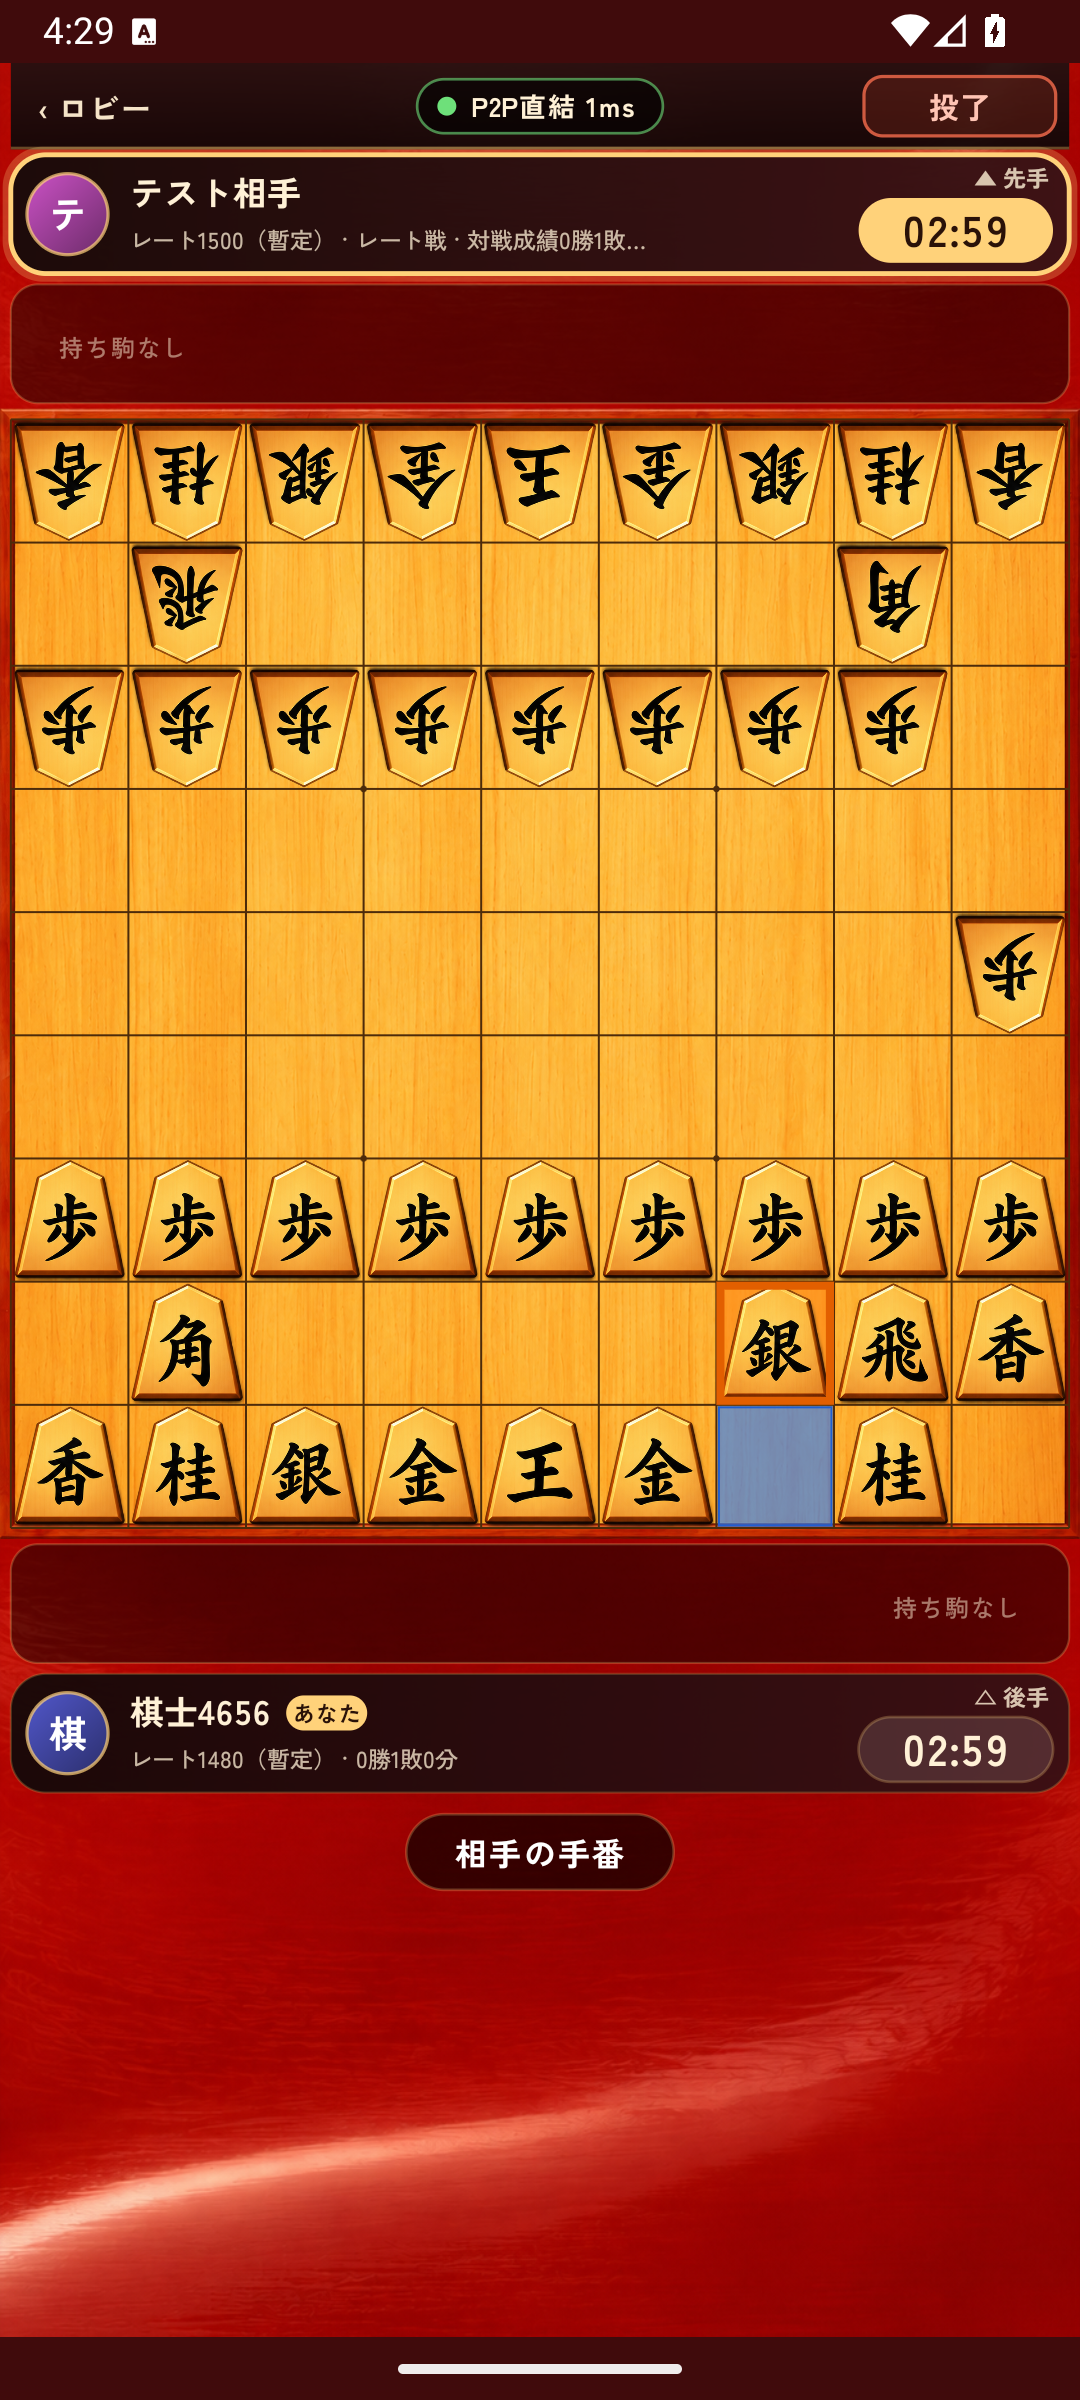 4:29
‹ ロビー
P2P直結 1ms
投了
テ
テスト相手
レート1500（暫定）・レート戦・対戦成績0勝1敗…
▲ 先手
02:59
持ち駒なし
香 桂 銀 金 玉 金 銀 桂 香
飛 角
歩 歩 歩 歩 歩 歩 歩 歩
歩
歩 歩 歩 歩 歩 歩 歩 歩 歩
角 銀 飛 香
香 桂 銀 金 王 金 桂
持ち駒なし
棋
棋士4656 あなた
レート1480（暫定）・0勝1敗0分
△ 後手
02:59
相手の手番